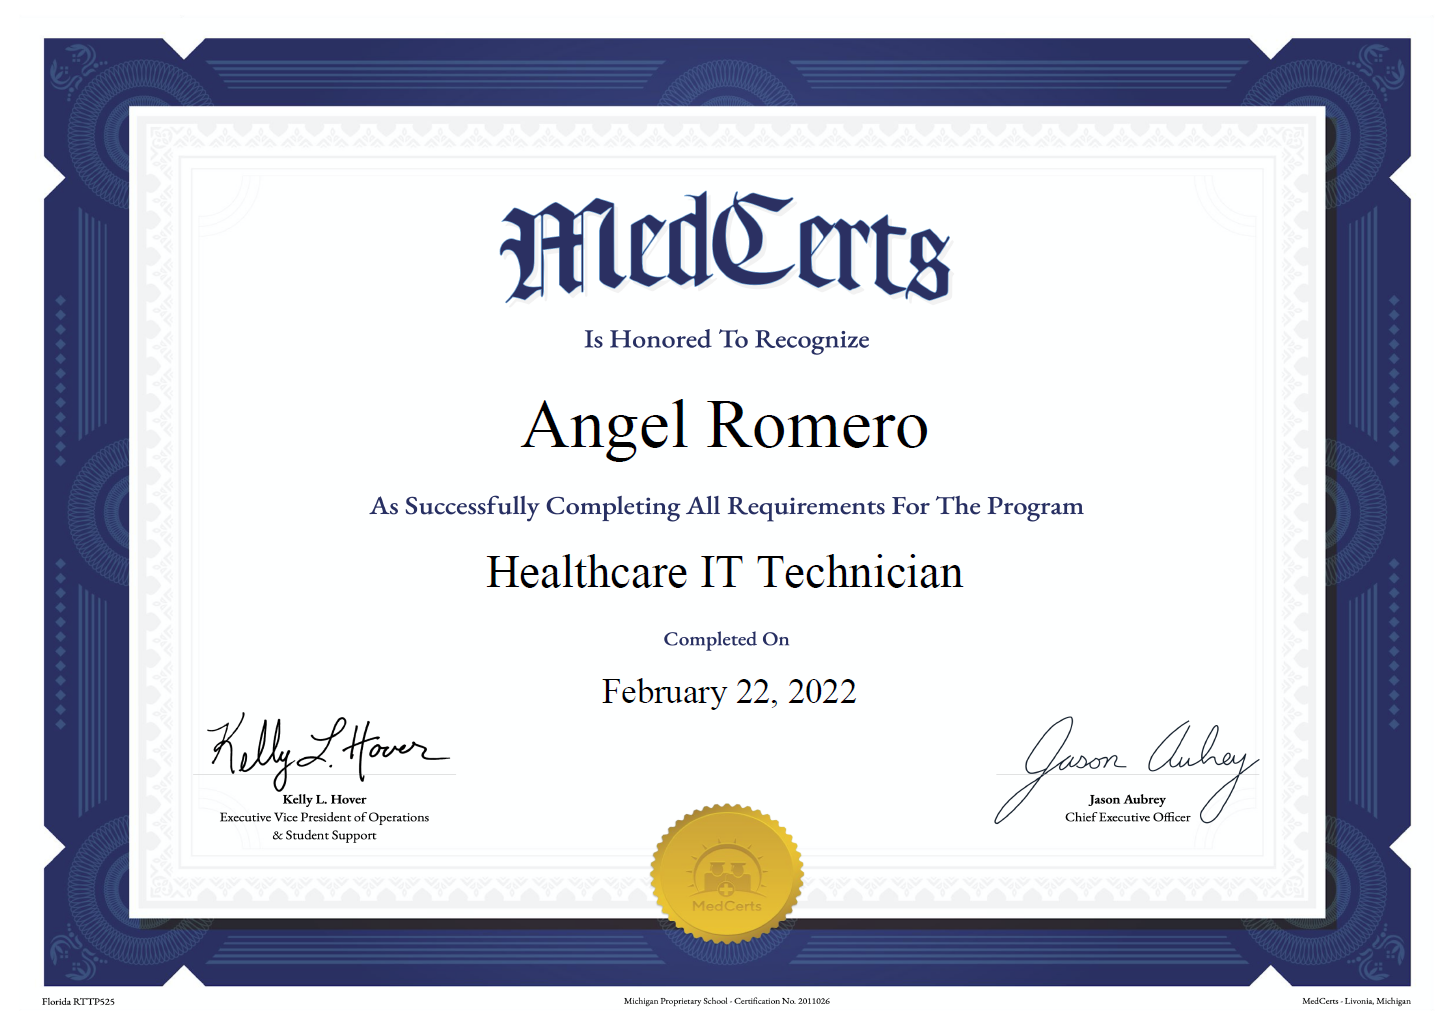 MedCerts
Is Honored To Recognize
Angel Romero
As Successfully Completing All Requirements For The Program
Healthcare IT Technician
Completed On
February 22, 2022
Kelly L. Hover
Kelly L. Hover
Executive Vice President of Operations
& Student Support
Jason Aubrey
Jason Aubrey
Chief Executive Officer
MedCerts
Florida RTTP525
Michigan Proprietary School - Certification No. 2011026
MedCerts - Livonia, Michigan